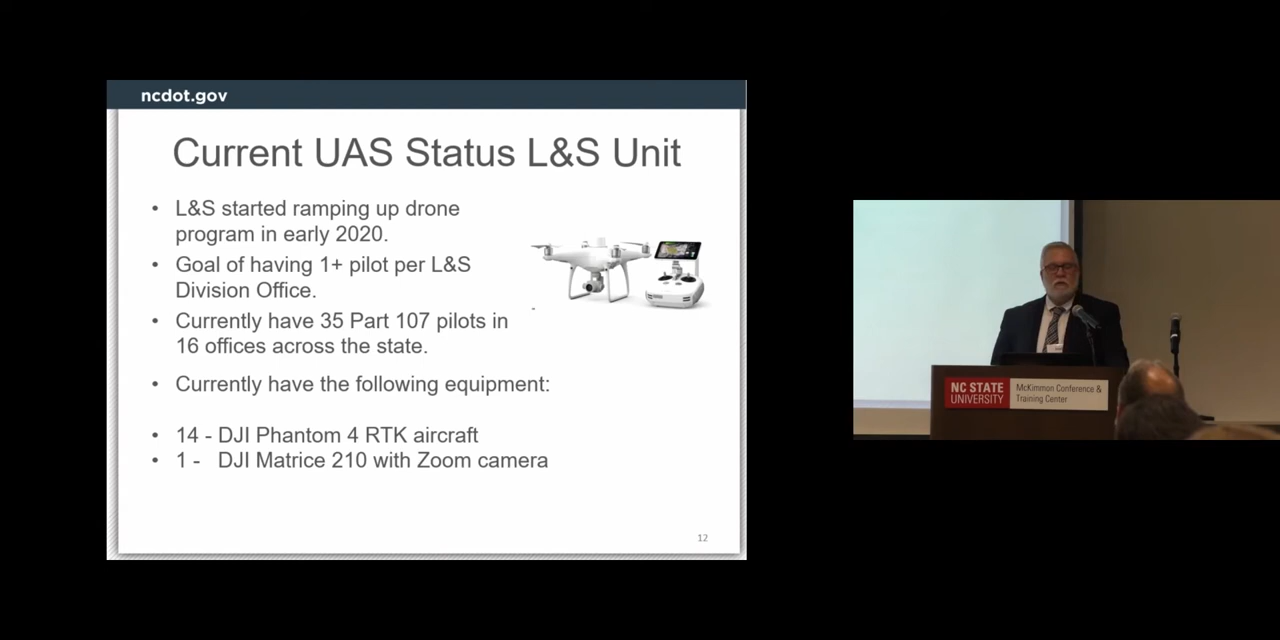 ncdot.gov
Current UAS Status L&S Unit
• L&S started ramping up drone
program in early 2020.
• Goal of having 1+ pilot per L&S
Division Office.
• Currently have 35 Part 107 pilots in
16 offices across the state.
• Currently have the following equipment:
• 14 - DJI Phantom 4 RTK aircraft
• 1 - DJI Matrice 210 with Zoom camera
12
NC STATE
UNIVERSITY
McKimmon Conference &
Training Center